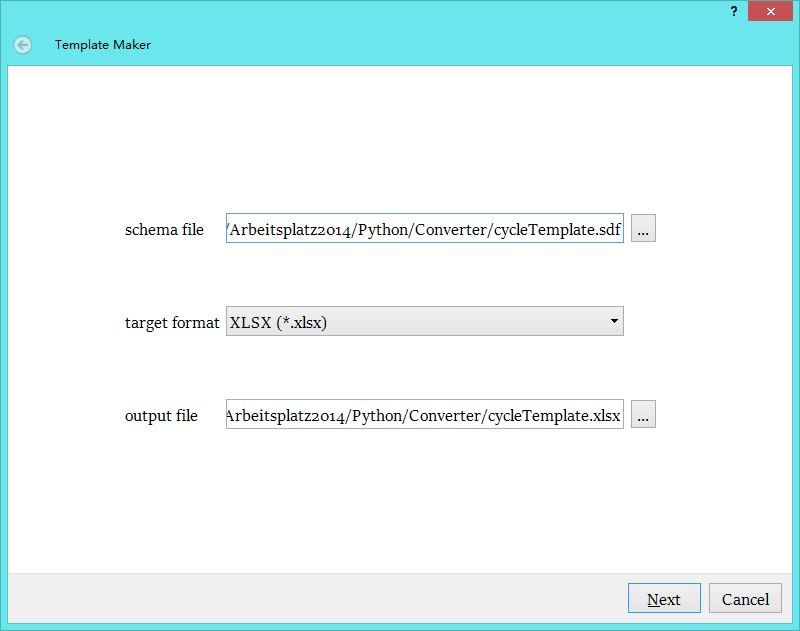 ?
Template Maker
schema file /Arbeitsplatz2014/Python/Converter/cycleTemplate.sdf ...
target format XLSX (*.xlsx)
output file Arbeitsplatz2014/Python/Converter/cycleTemplate.xlsx ...
Next Cancel